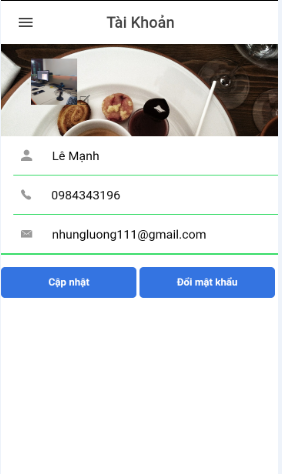 Tài Khoản
Lê Mạnh
0984343196
nhungluong111@gmail.com
Cập nhật
Đổi mật khẩu